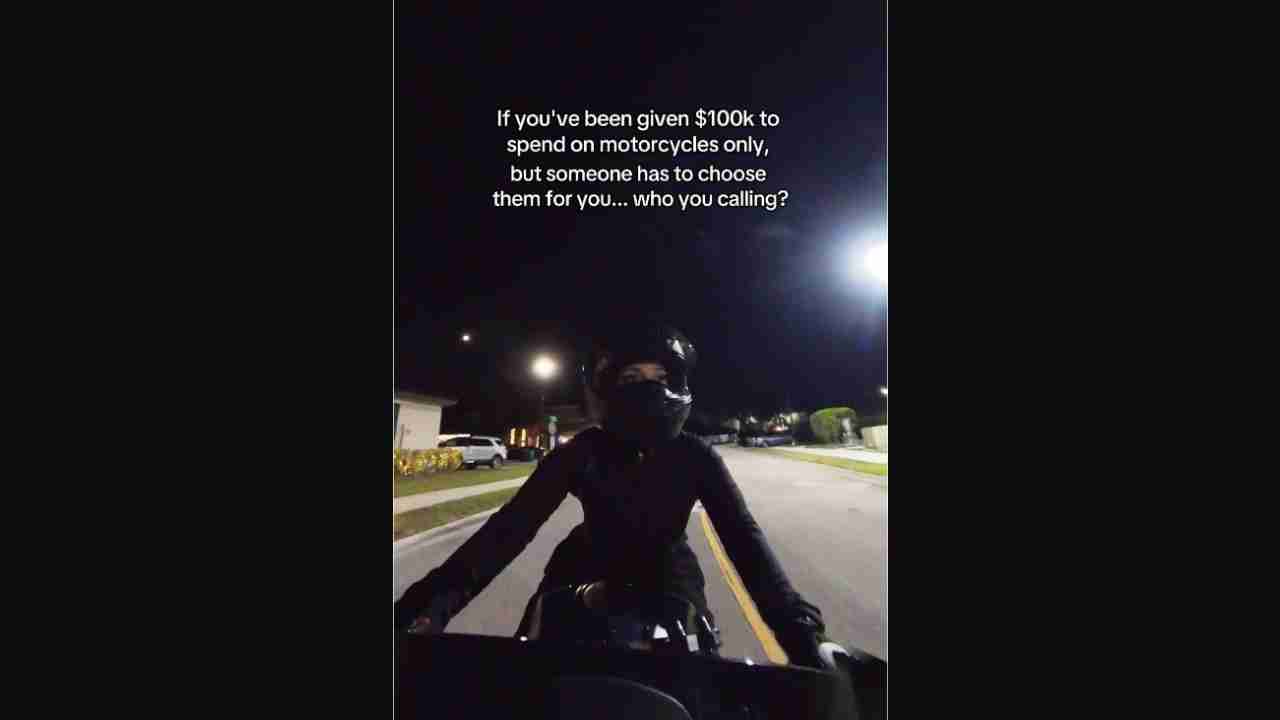 If you've been given $100k to
spend on motorcycles only,
but someone has to choose
them for you... who you calling?